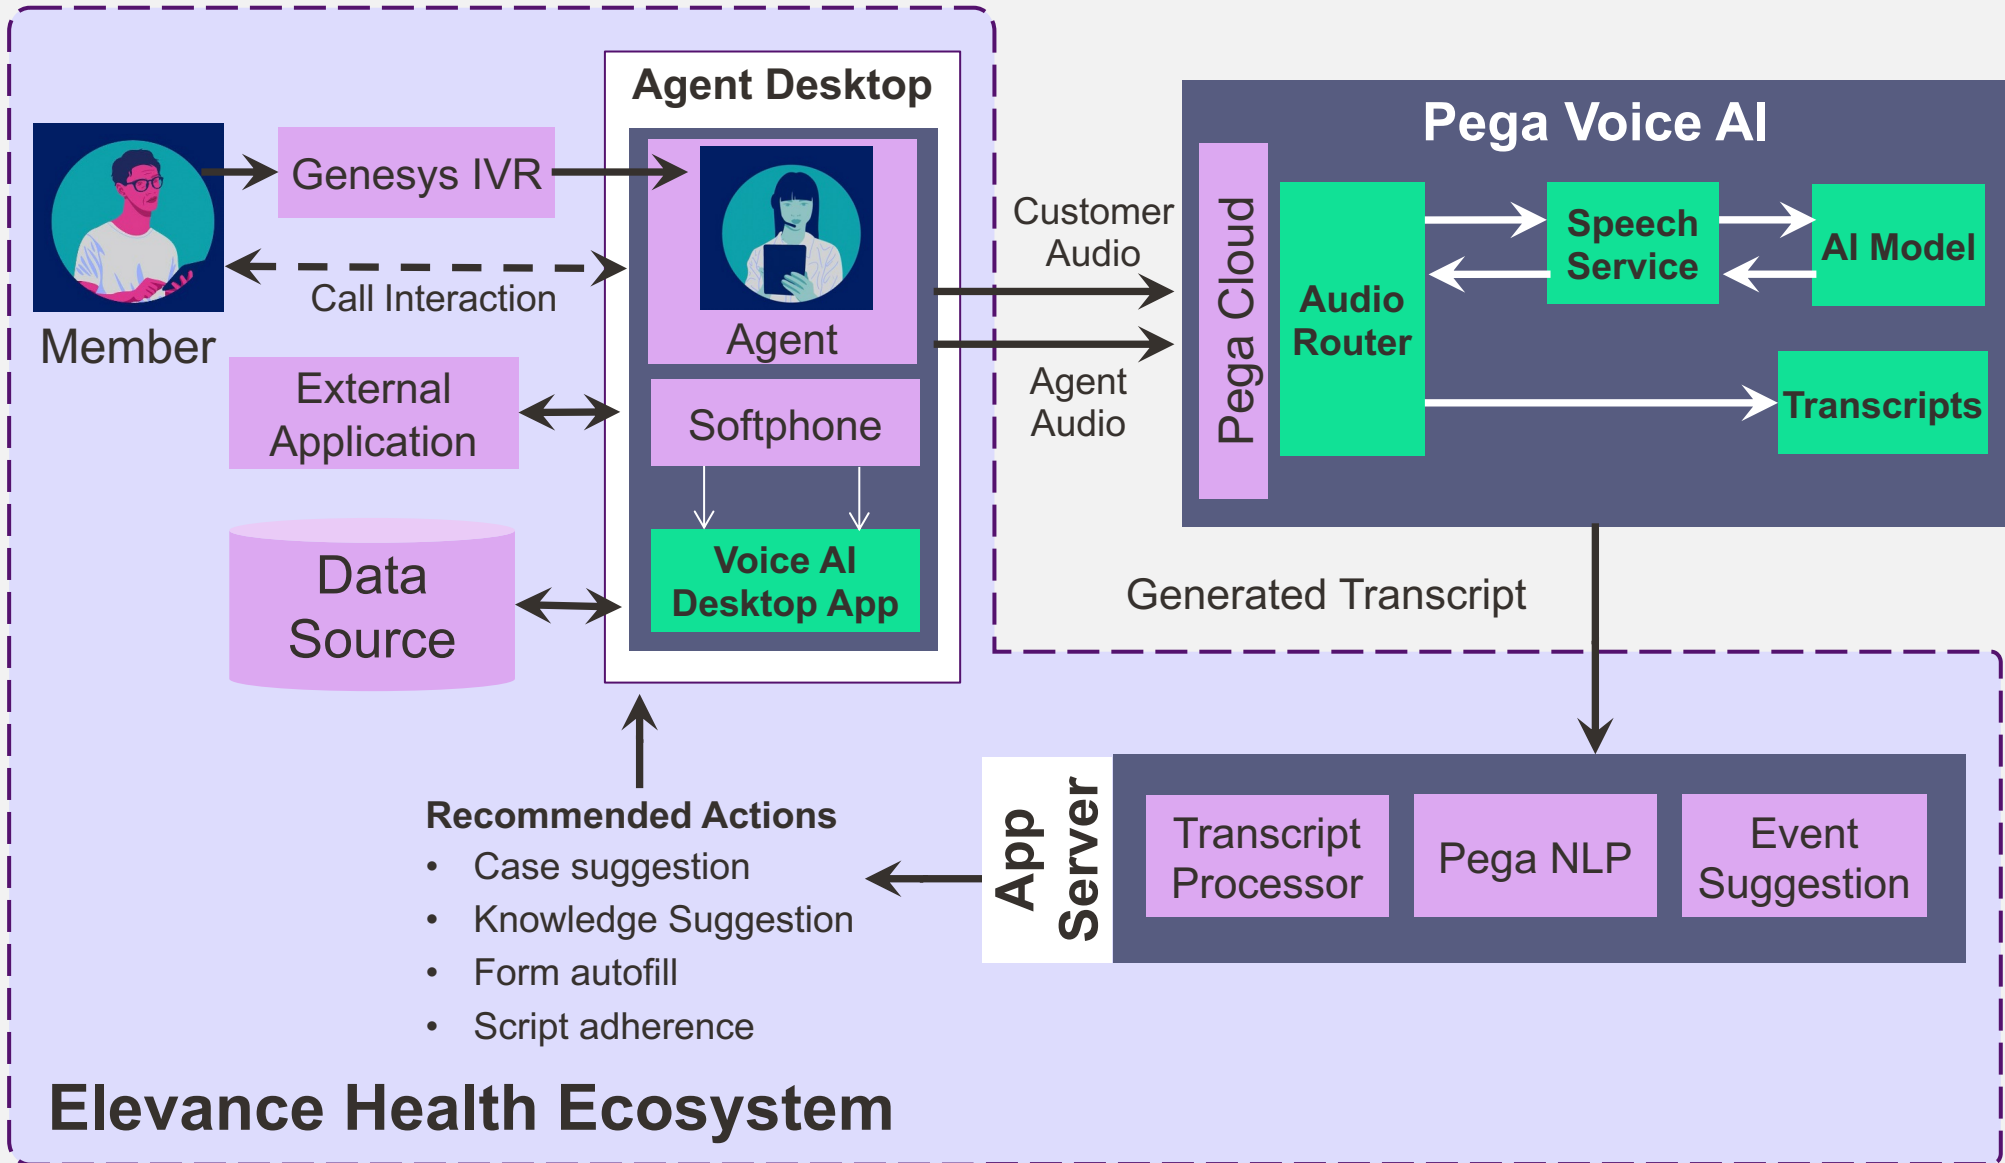 Agent Desktop
Genesys IVR
Call Interaction
Member
Agent
External
Application
Softphone
Data
Source
Voice AI
Desktop App
Customer
Audio
Agent
Audio
Pega Voice AI
Pega Cloud
Audio
Router
Speech
Service
AI Model
Transcripts
Generated Transcript
App
Server
Transcript
Processor
Pega NLP
Event
Suggestion
Recommended Actions
• Case suggestion
• Knowledge Suggestion
• Form autofill
• Script adherence
Elevance Health Ecosystem